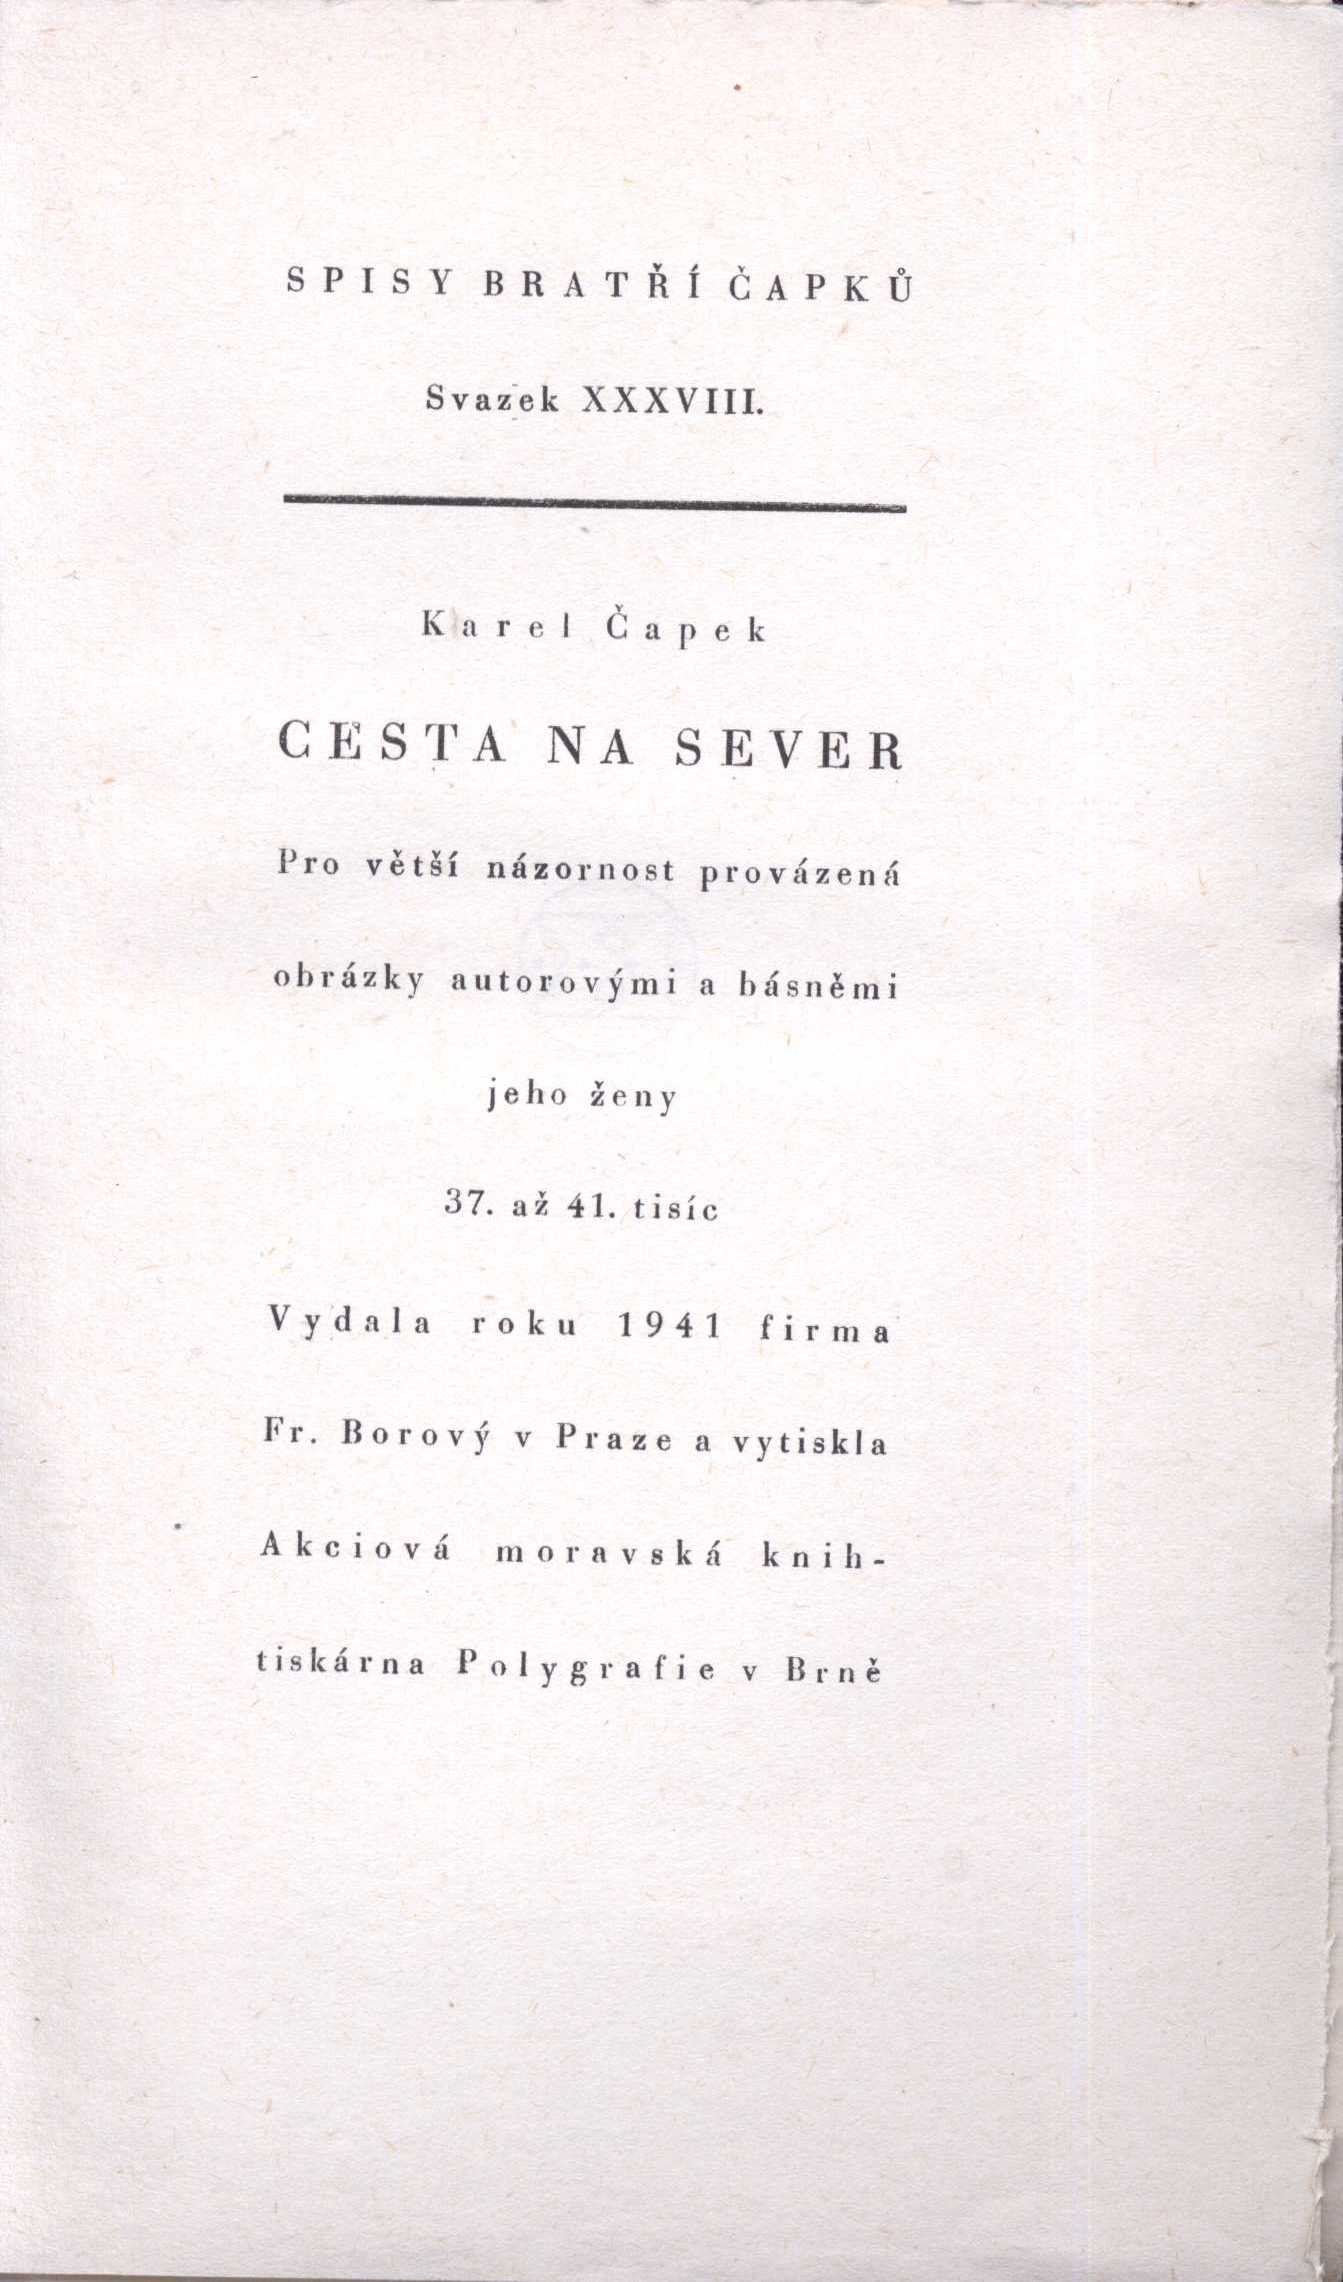 SPISY BRATŘÍ ČAPKŮ
Svazek XXXVIII.
Karel Čapek
CESTA NA SEVER
Pro větší názornost provázená
obrázky autorovými a básněmi
jeho ženy
37. až 41. tisíc
Vydala roku 1941 firma
Fr. Borový v Praze a vytiskla
Akciová moravská knih-
tiskárna Polygrafie v Brně